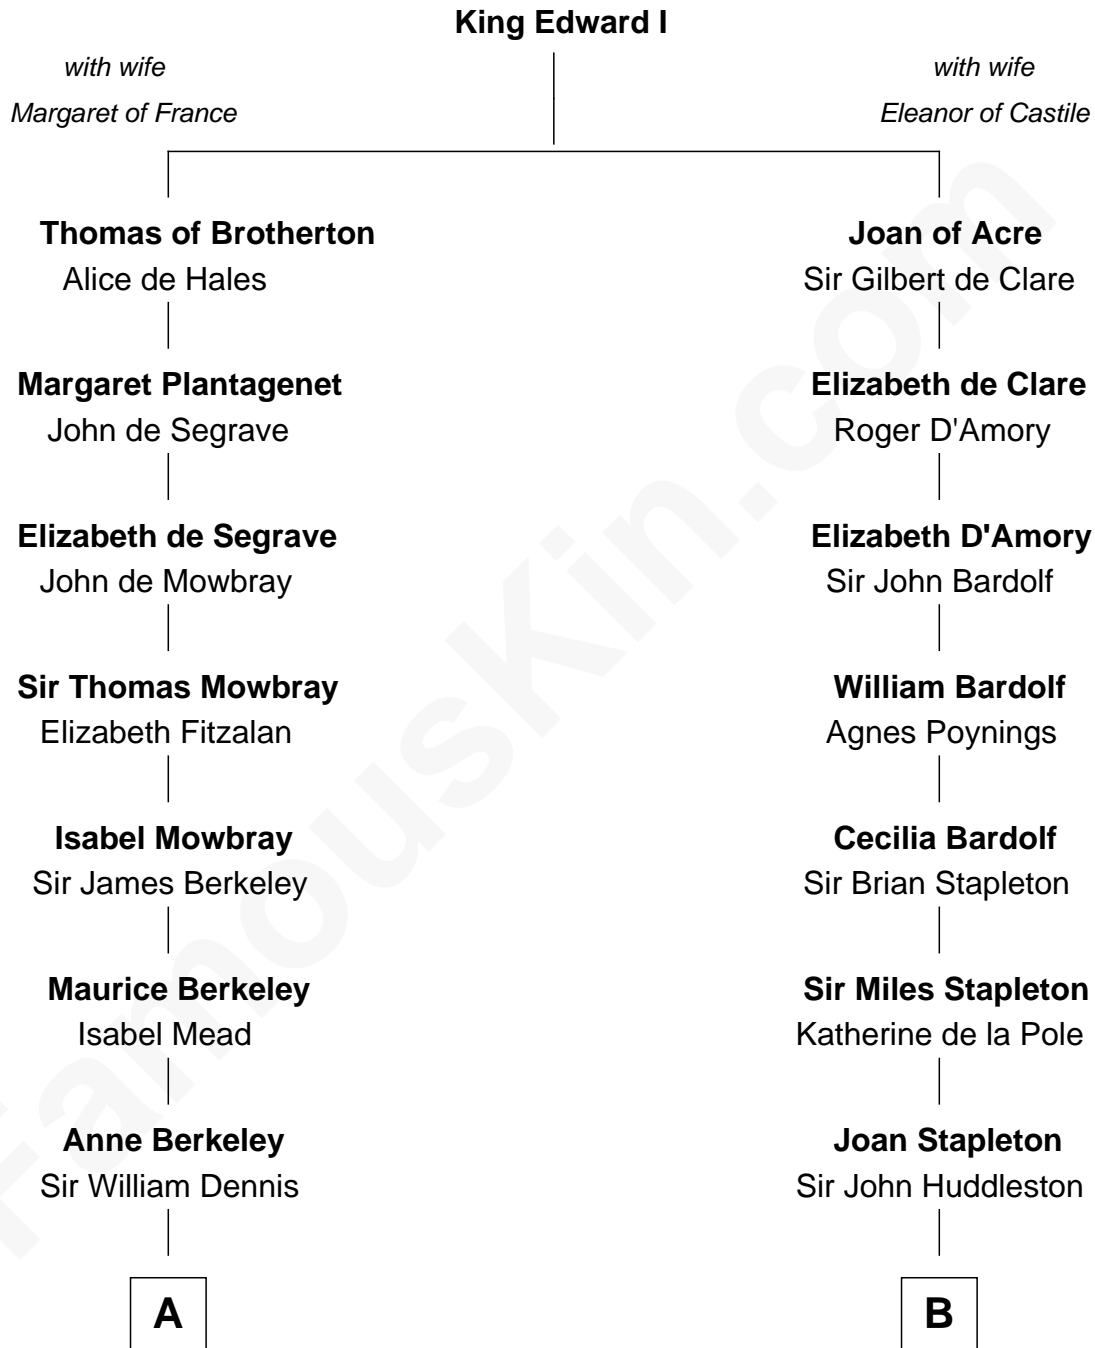 King Edward I
with wife
Margaret of France
with wife
Eleanor of Castile
Thomas of Brotherton
Alice de Hales
Joan of Acre
Sir Gilbert de Clare
Margaret Plantagenet
John de Segrave
Elizabeth de Clare
Roger D'Amory
Elizabeth de Segrave
John de Mowbray
Elizabeth D'Amory
Sir John Bardolf
Sir Thomas Mowbray
Elizabeth Fitzalan
William Bardolf
Agnes Poynings
Isabel Mowbray
Sir James Berkeley
Cecilia Bardolf
Sir Brian Stapleton
Maurice Berkeley
Isabel Mead
Sir Miles Stapleton
Katherine de la Pole
Anne Berkeley
Sir William Dennis
Joan Stapleton
Sir John Huddleston
A
B
FamousKin.com